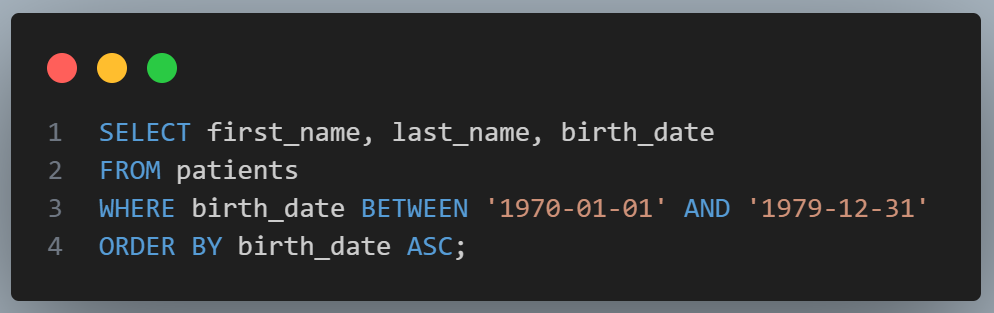 1 SELECT first_name, last_name, birth_date
2 FROM patients
3 WHERE birth_date BETWEEN '1970-01-01' AND '1979-12-31'
4 ORDER BY birth_date ASC;